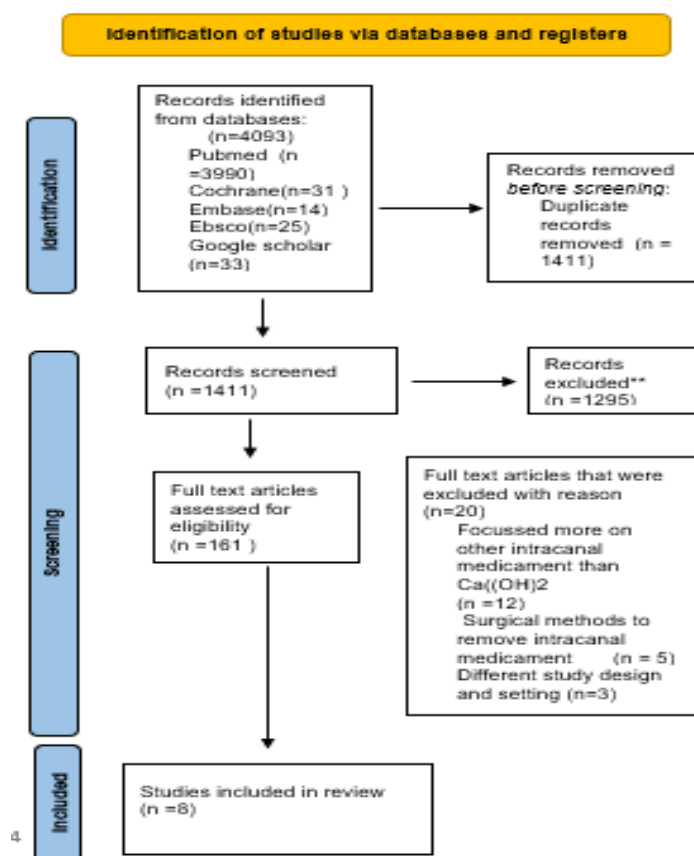 Identification of studies via databases and registers
Records identified
from databases:
(n=4093)
Pubmed (n
=3990)
Cochrane(n=31 )
Embase(n=14)
Ebsco(n=25)
Google scholar
(n=33)
Records removed
before screening:
Duplicate
records
removed (n =
1411)
Identification
Records screened
(n =1411)
Records
excluded**
(n =1295)
Full text articles
assessed for
eligibility
(n =161 )
Full text articles that were
excluded with reason
(n=20)
Focussed more on
other intracanal
medicament than
Ca((OH)2
(n =12)
Surgical methods to
remove intracanal
medicament (n = 5)
Different study design
and setting (n=3)
Screening
Studies included in review
(n =8)
Included
4